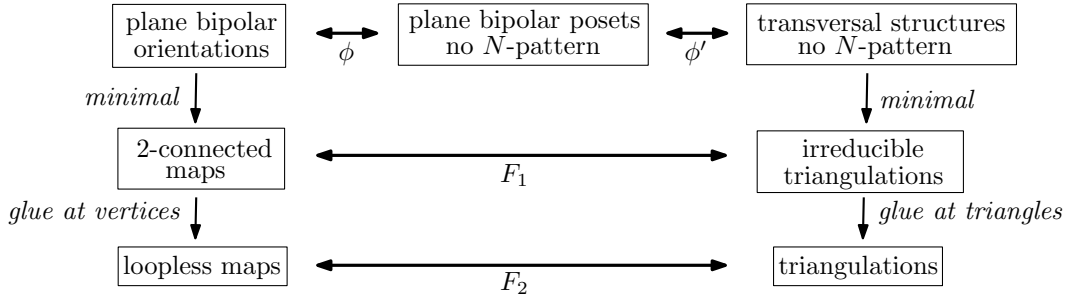 plane bipolar
orientations
ϕ
plane bipolar posets
no N-pattern
ϕ′
transversal structures
no N-pattern
minimal
minimal
2-connected
maps
F₁
irreducible
triangulations
glue at vertices
glue at triangles
loopless maps
F₂
triangulations